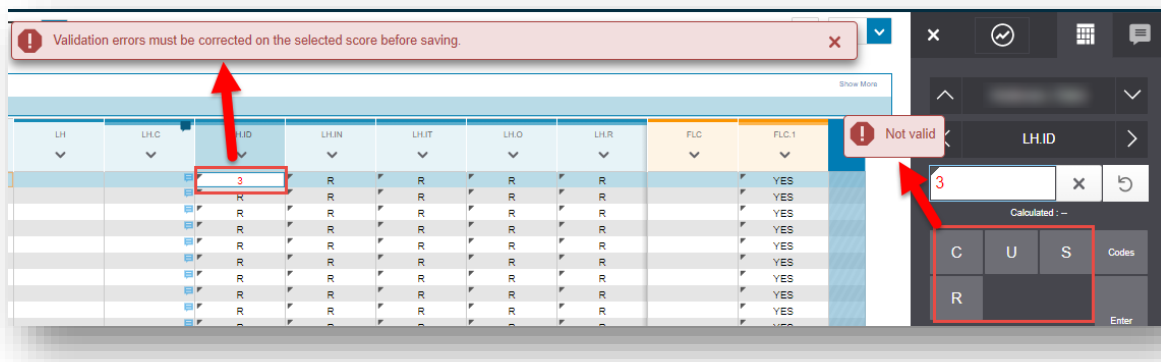 Validation errors must be corrected on the selected score before saving.
Show More
LH LH.C LH.ID LH.IN LH.IT LH.O LH.R FLC FLC.1
Not valid
LH.ID
3
Calculated : --
C U S Codes
R
Enter
3 R R R R YES
R R R R R YES
R R R R R YES
R R R R R YES
R R R R R YES
R R R R R YES
R R R R R YES
R R R R R YES
R R R R R YES
R R R R R YES